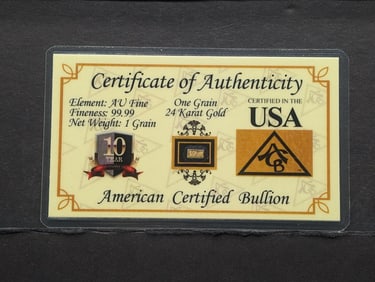 Certificate of Authenticity
Element: AU Fine
Fineness: 99.99
Net Weight: 1 Grain
One Grain
24 Karat Gold
CERTIFIED IN THE
USA
10
YEAR
ACB
American Certified Bullion